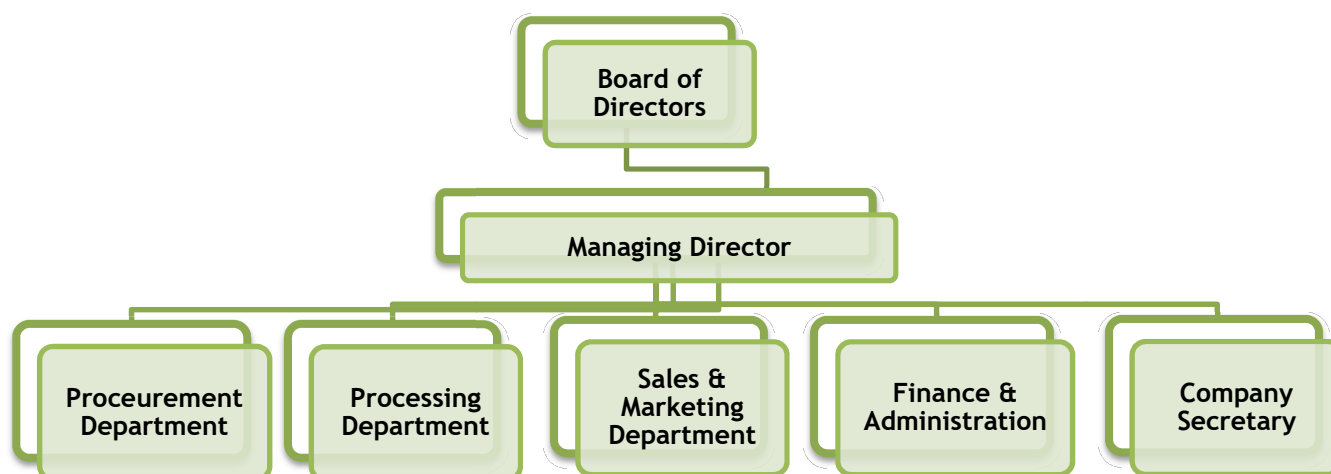 Board of
Directors
Managing Director
Proceurement
Department
Processing
Department
Sales &
Marketing
Department
Finance &
Administration
Company
Secretary